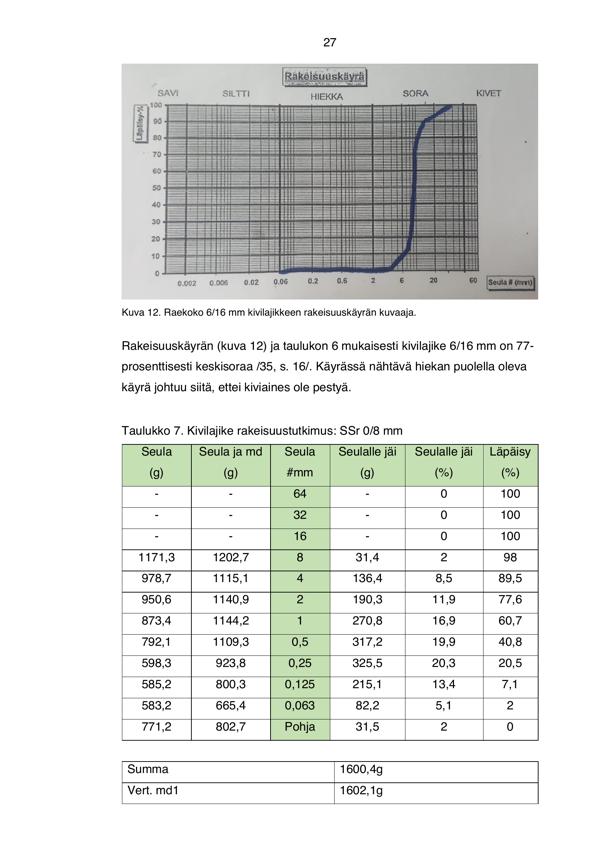 27
Rakeisuuskäyrä
SAVI SILTTI HIEKKA SORA KIVET
Läpäisy-%
100
90
80
70
60
50
40
30
20
10
0
0.002 0.006 0.02 0.06 0.2 0.6 2 6 20 60 Seula # (mm)
Kuva 12. Raekoko 6/16 mm kivilajikkeen rakeisuuskäyrän kuvaaja.
Rakeisuuskäyrän (kuva 12) ja taulukon 6 mukaisesti kivilajike 6/16 mm on 77-
prosenttisesti keskisoraa /35, s. 16/. Käyrässä nähtävä hiekan puolella oleva
käyrä johtuu siitä, ettei kiviaines ole pestyä.
Taulukko 7. Kivilajike rakeisuustutkimus: SSr 0/8 mm
Seula Seula ja md Seula Seulalle jäi Seulalle jäi Läpäisy
(g) (g) #mm (g) (%) (%)
- - 64 - 0 100
- - 32 - 0 100
- - 16 - 0 100
1171,3 1202,7 8 31,4 2 98
978,7 1115,1 4 136,4 8,5 89,5
950,6 1140,9 2 190,3 11,9 77,6
873,4 1144,2 1 270,8 16,9 60,7
792,1 1109,3 0,5 317,2 19,9 40,8
598,3 923,8 0,25 325,5 20,3 20,5
585,2 800,3 0,125 215,1 13,4 7,1
583,2 665,4 0,063 82,2 5,1 2
771,2 802,7 Pohja 31,5 2 0
Summa 1600,4g
Vert. md1 1602,1g